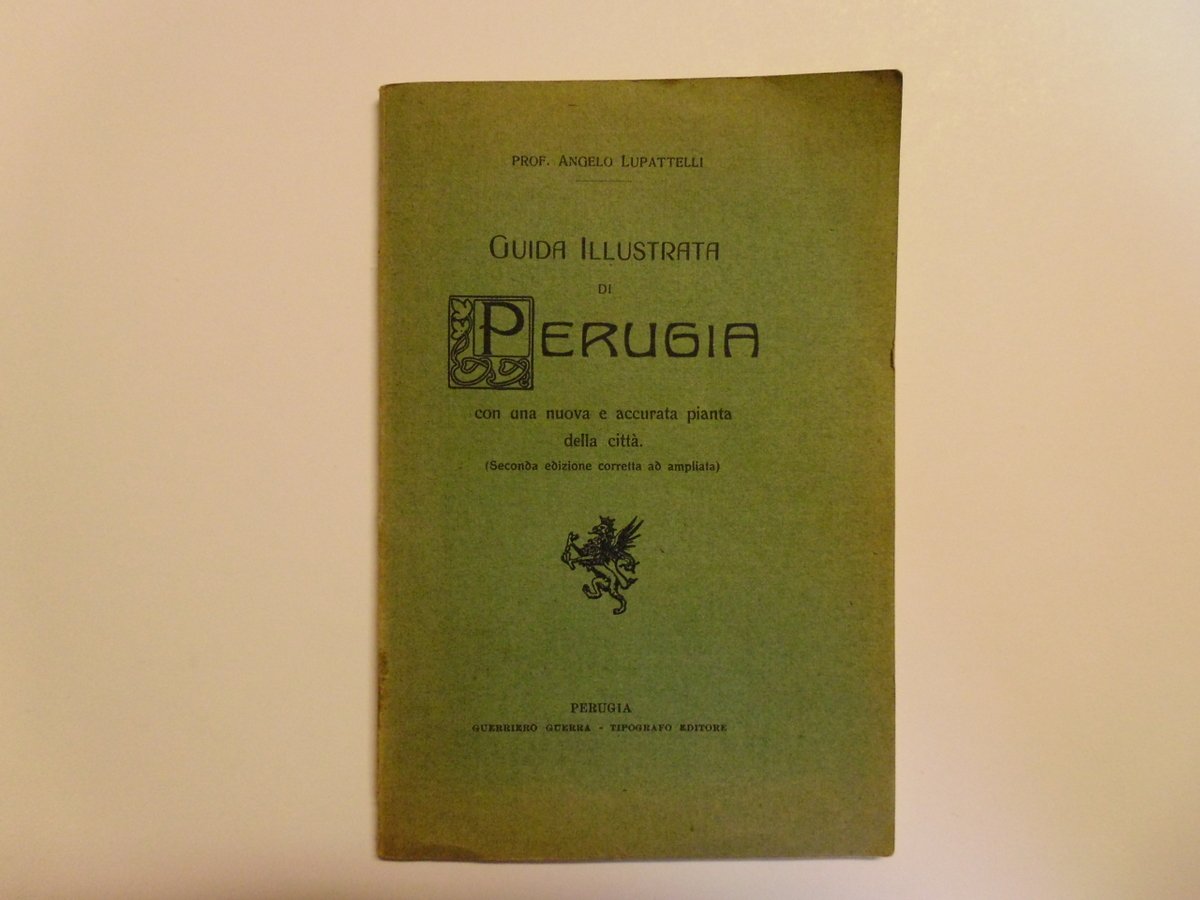 PROF. ANGELO LUPATTELLI
GUIDA ILLUSTRATA
DI
PERUGIA
con una nuova e accurata pianta
della città.
(Seconda edizione corretta ad ampliata)
PERUGIA
GUERRIERO GUERRA - TIPOGRAFO EDITORE